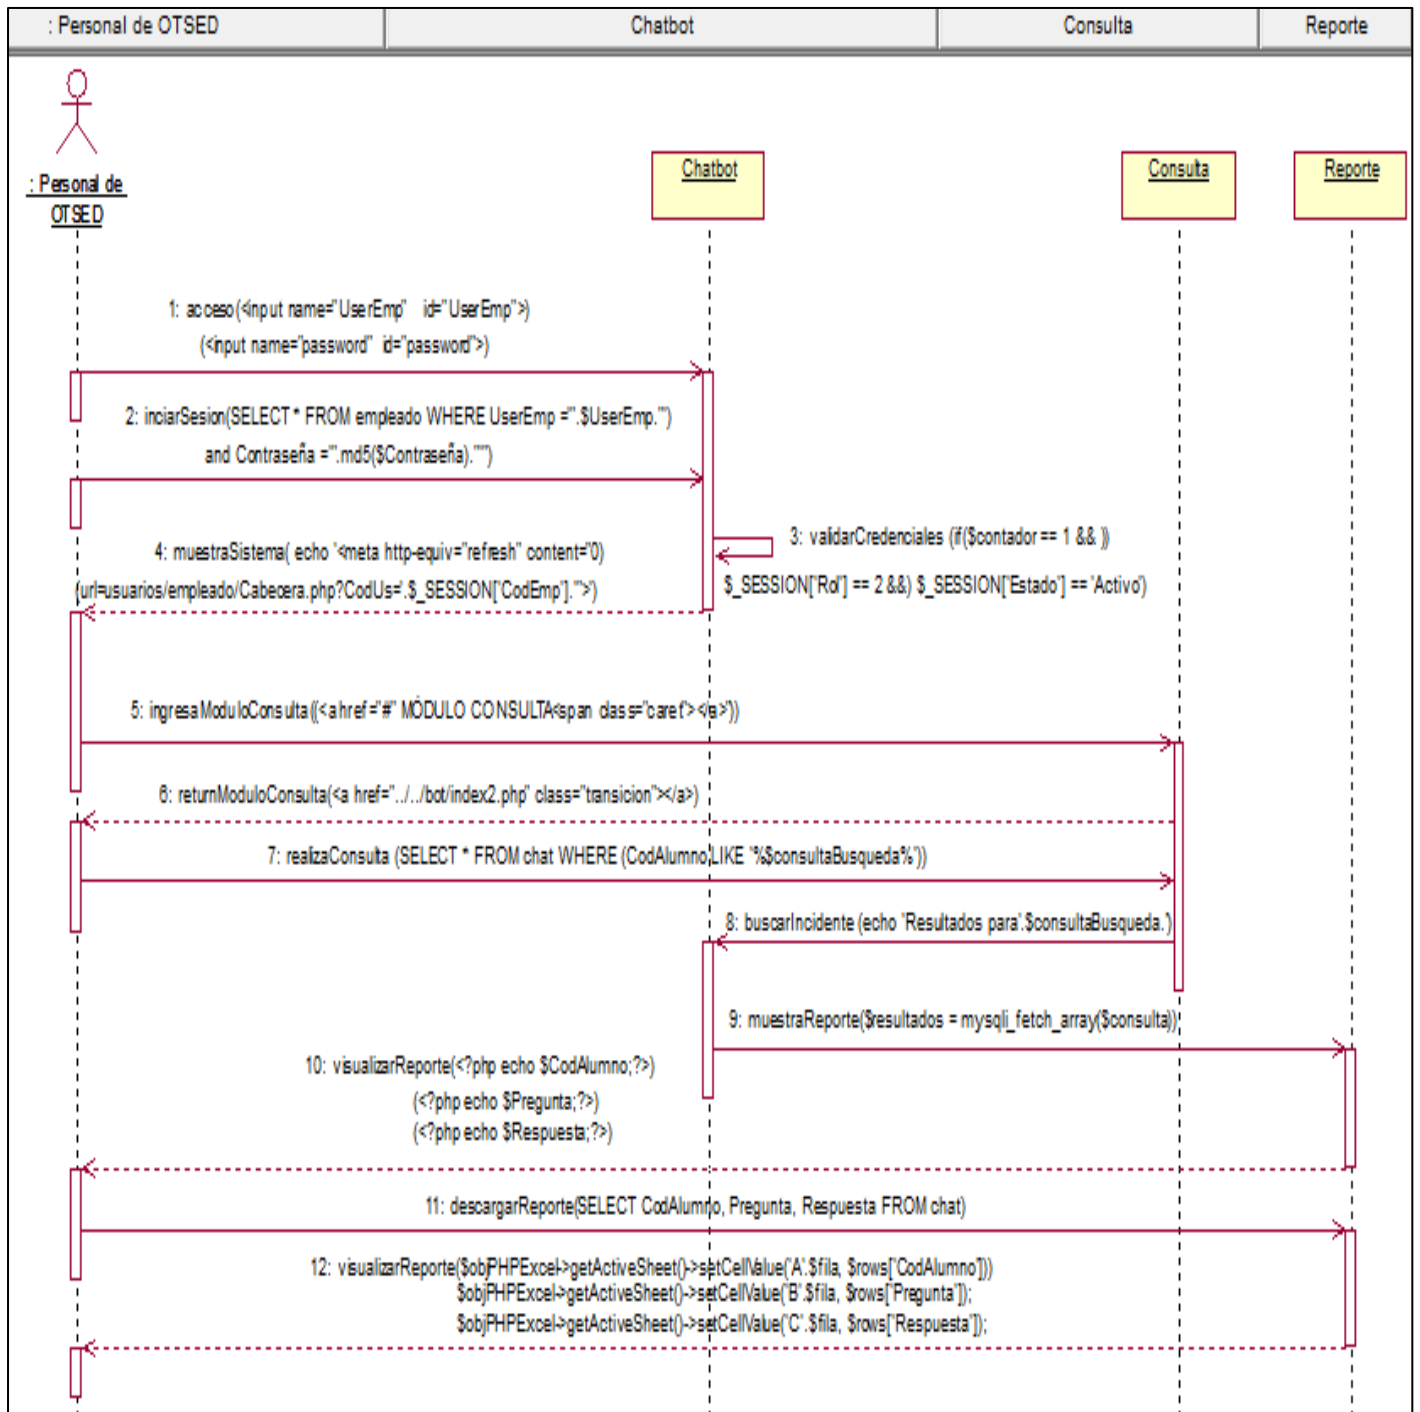 : Personal de OTSED
Chatbot
Consulta
Reporte
: Personal de
OTSED
Chatbot
Consulta
Reporte
1: acceso(<input name="UserEmp" id="UserEmp">)
(<input name="password" id="password">)
2: inciarSesion(SELECT * FROM empleado WHERE UserEmp ='".$UserEmp."'")
and Contraseña ='".md5($Contraseña)."'")
3: validarCredenciales (if($contador == 1 && ))
$_SESSION['Rol'] == 2 &&) $_SESSION['Estado'] == 'Activo')
4: muestraSistema( echo '<meta http-equiv="refresh" content="0)
(url=usuarios/empleado/Cabecera.php?CodUs='.$_SESSION['CodEmp'].'">')
5: ingresaModuloConsulta((<a href="#" MÓDULO CONSULTA<span class="caret"></a>'))
6: returnModuloConsulta(<a href="../../bot/index2.php" class="transicion"></a>)
7: realizaConsulta (SELECT * FROM chat WHERE (CodAlumno LIKE '%$consultaBusqueda%'))
8: buscarIncidente (echo 'Resultados para'.$consultaBusqueda.')
9: muestraReporte($resultados = mysqli_fetch_array($consulta))
10: visualizarReporte(<?php echo $CodAlumno;?>)
(<?php echo $Pregunta;?>)
(<?php echo $Respuesta;?>)
11: descargarReporte(SELECT CodAlumno, Pregunta, Respuesta FROM chat)
12: visualizarReporte($objPHPExcel->getActiveSheet()->setCellValue('A'.$fila, $rows['CodAlumno']))
$objPHPExcel->getActiveSheet()->setCellValue('B'.$fila, $rows['Pregunta']);
$objPHPExcel->getActiveSheet()->setCellValue('C'.$fila, $rows['Respuesta']);